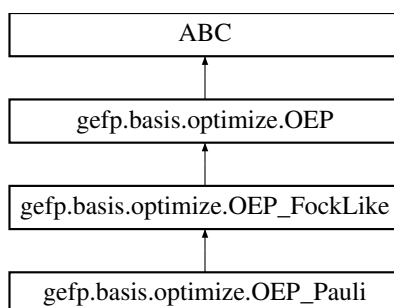 ABC
gefp.basis.optimize.OEP
gefp.basis.optimize.OEP_FockLike
gefp.basis.optimize.OEP_Pauli